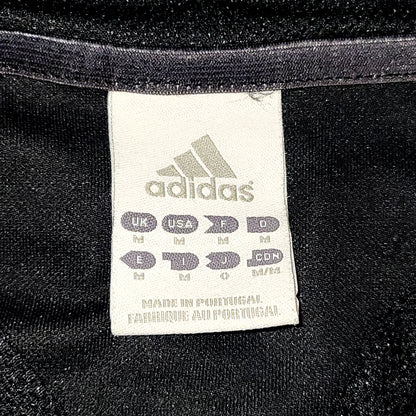 adidas®
UK USA F D
M M M M
E I J CDN
M M O M/M
MADE IN PORTUGAL
FABRIQUE AU PORTUGAL